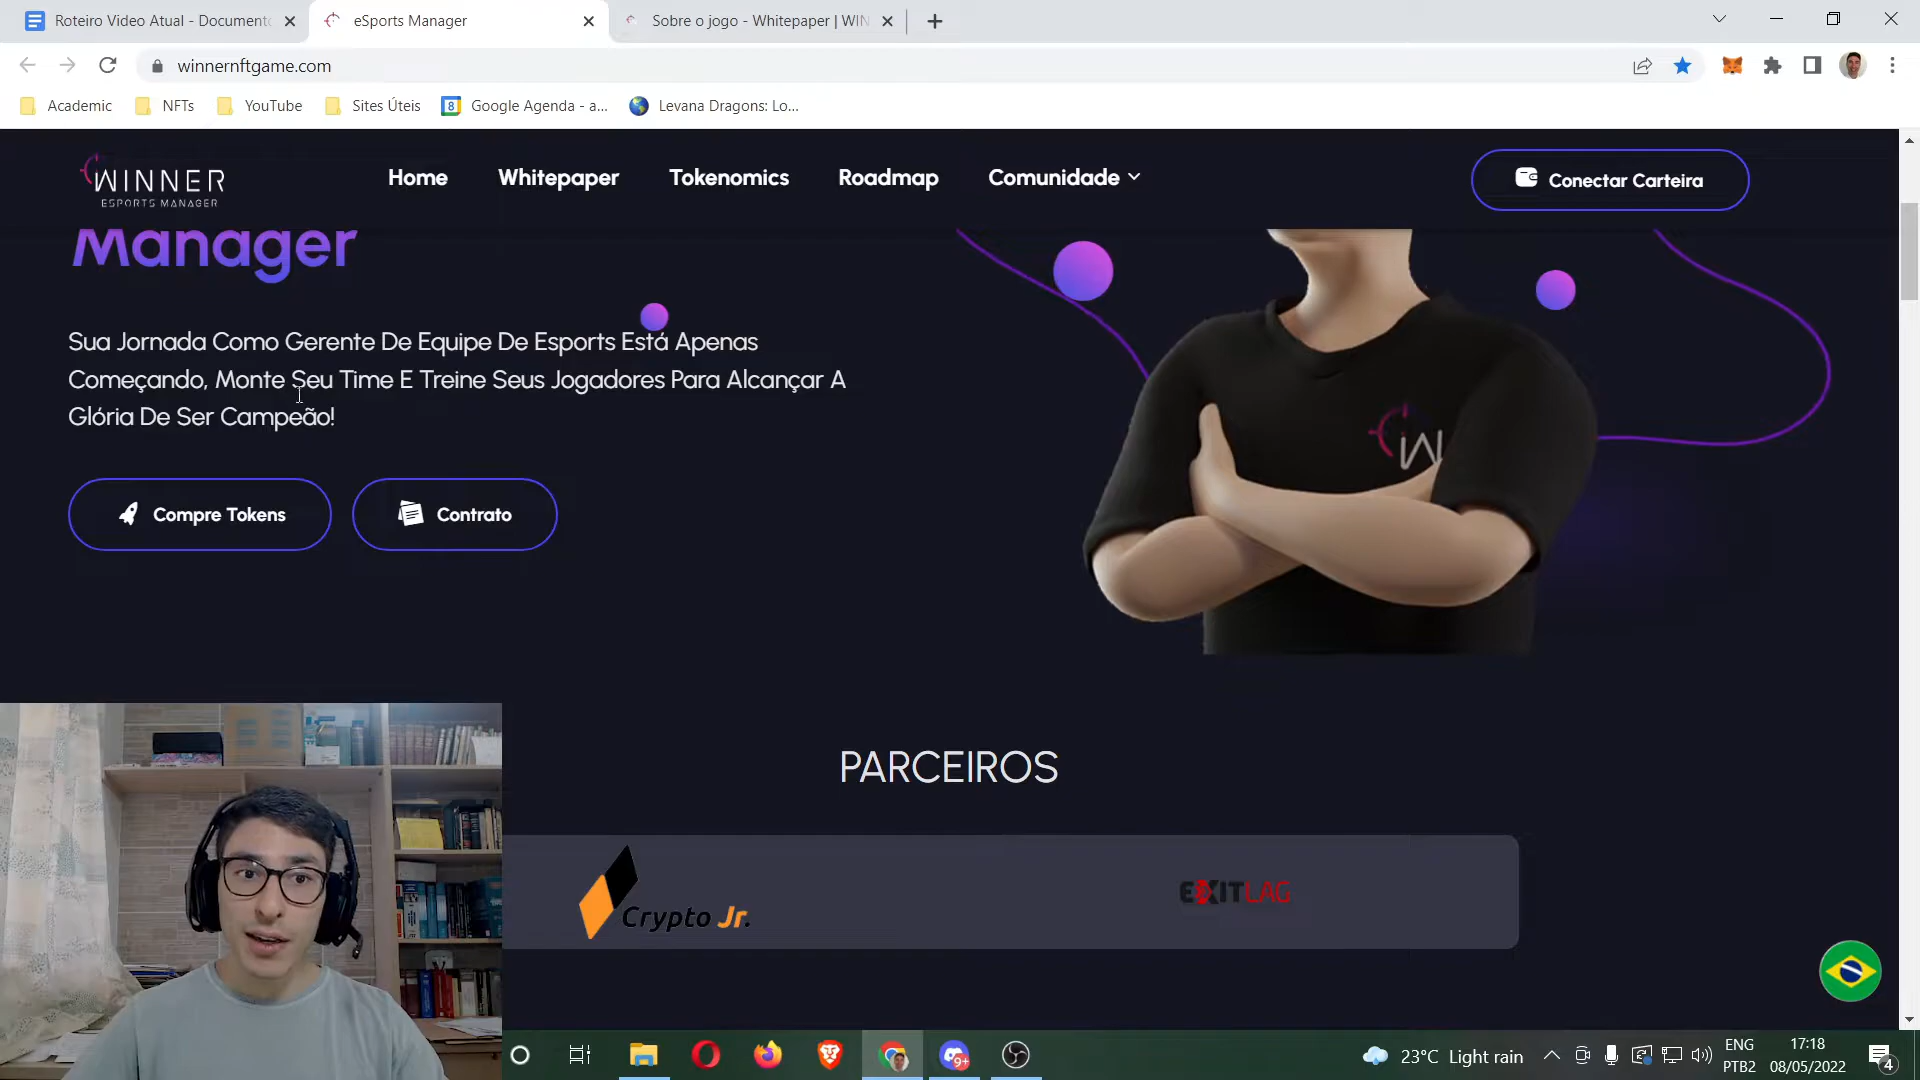 Roteiro Video Atual - Document
eSports Manager
Sobre o jogo - Whitepaper | WIN
winnernftgame.com
Academic
NFTs
YouTube
Sites Úteis
Google Agenda - a...
Levana Dragons: Lo...
WINNER
ESPORTS MANAGER
Home
Whitepaper
Tokenomics
Roadmap
Comunidade
Conectar Carteira
Manager
Sua Jornada Como Gerente De Equipe De Esports Está Apenas
Começando, Monte Seu Time E Treine Seus Jogadores Para Alcançar A
Glória De Ser Campeão!
Compre Tokens
Contrato
W
PARCEIROS
Crypto Jr.
EXITLAG
9+
23°C Light rain
ENG
PTB2
17:18
08/05/2022
4